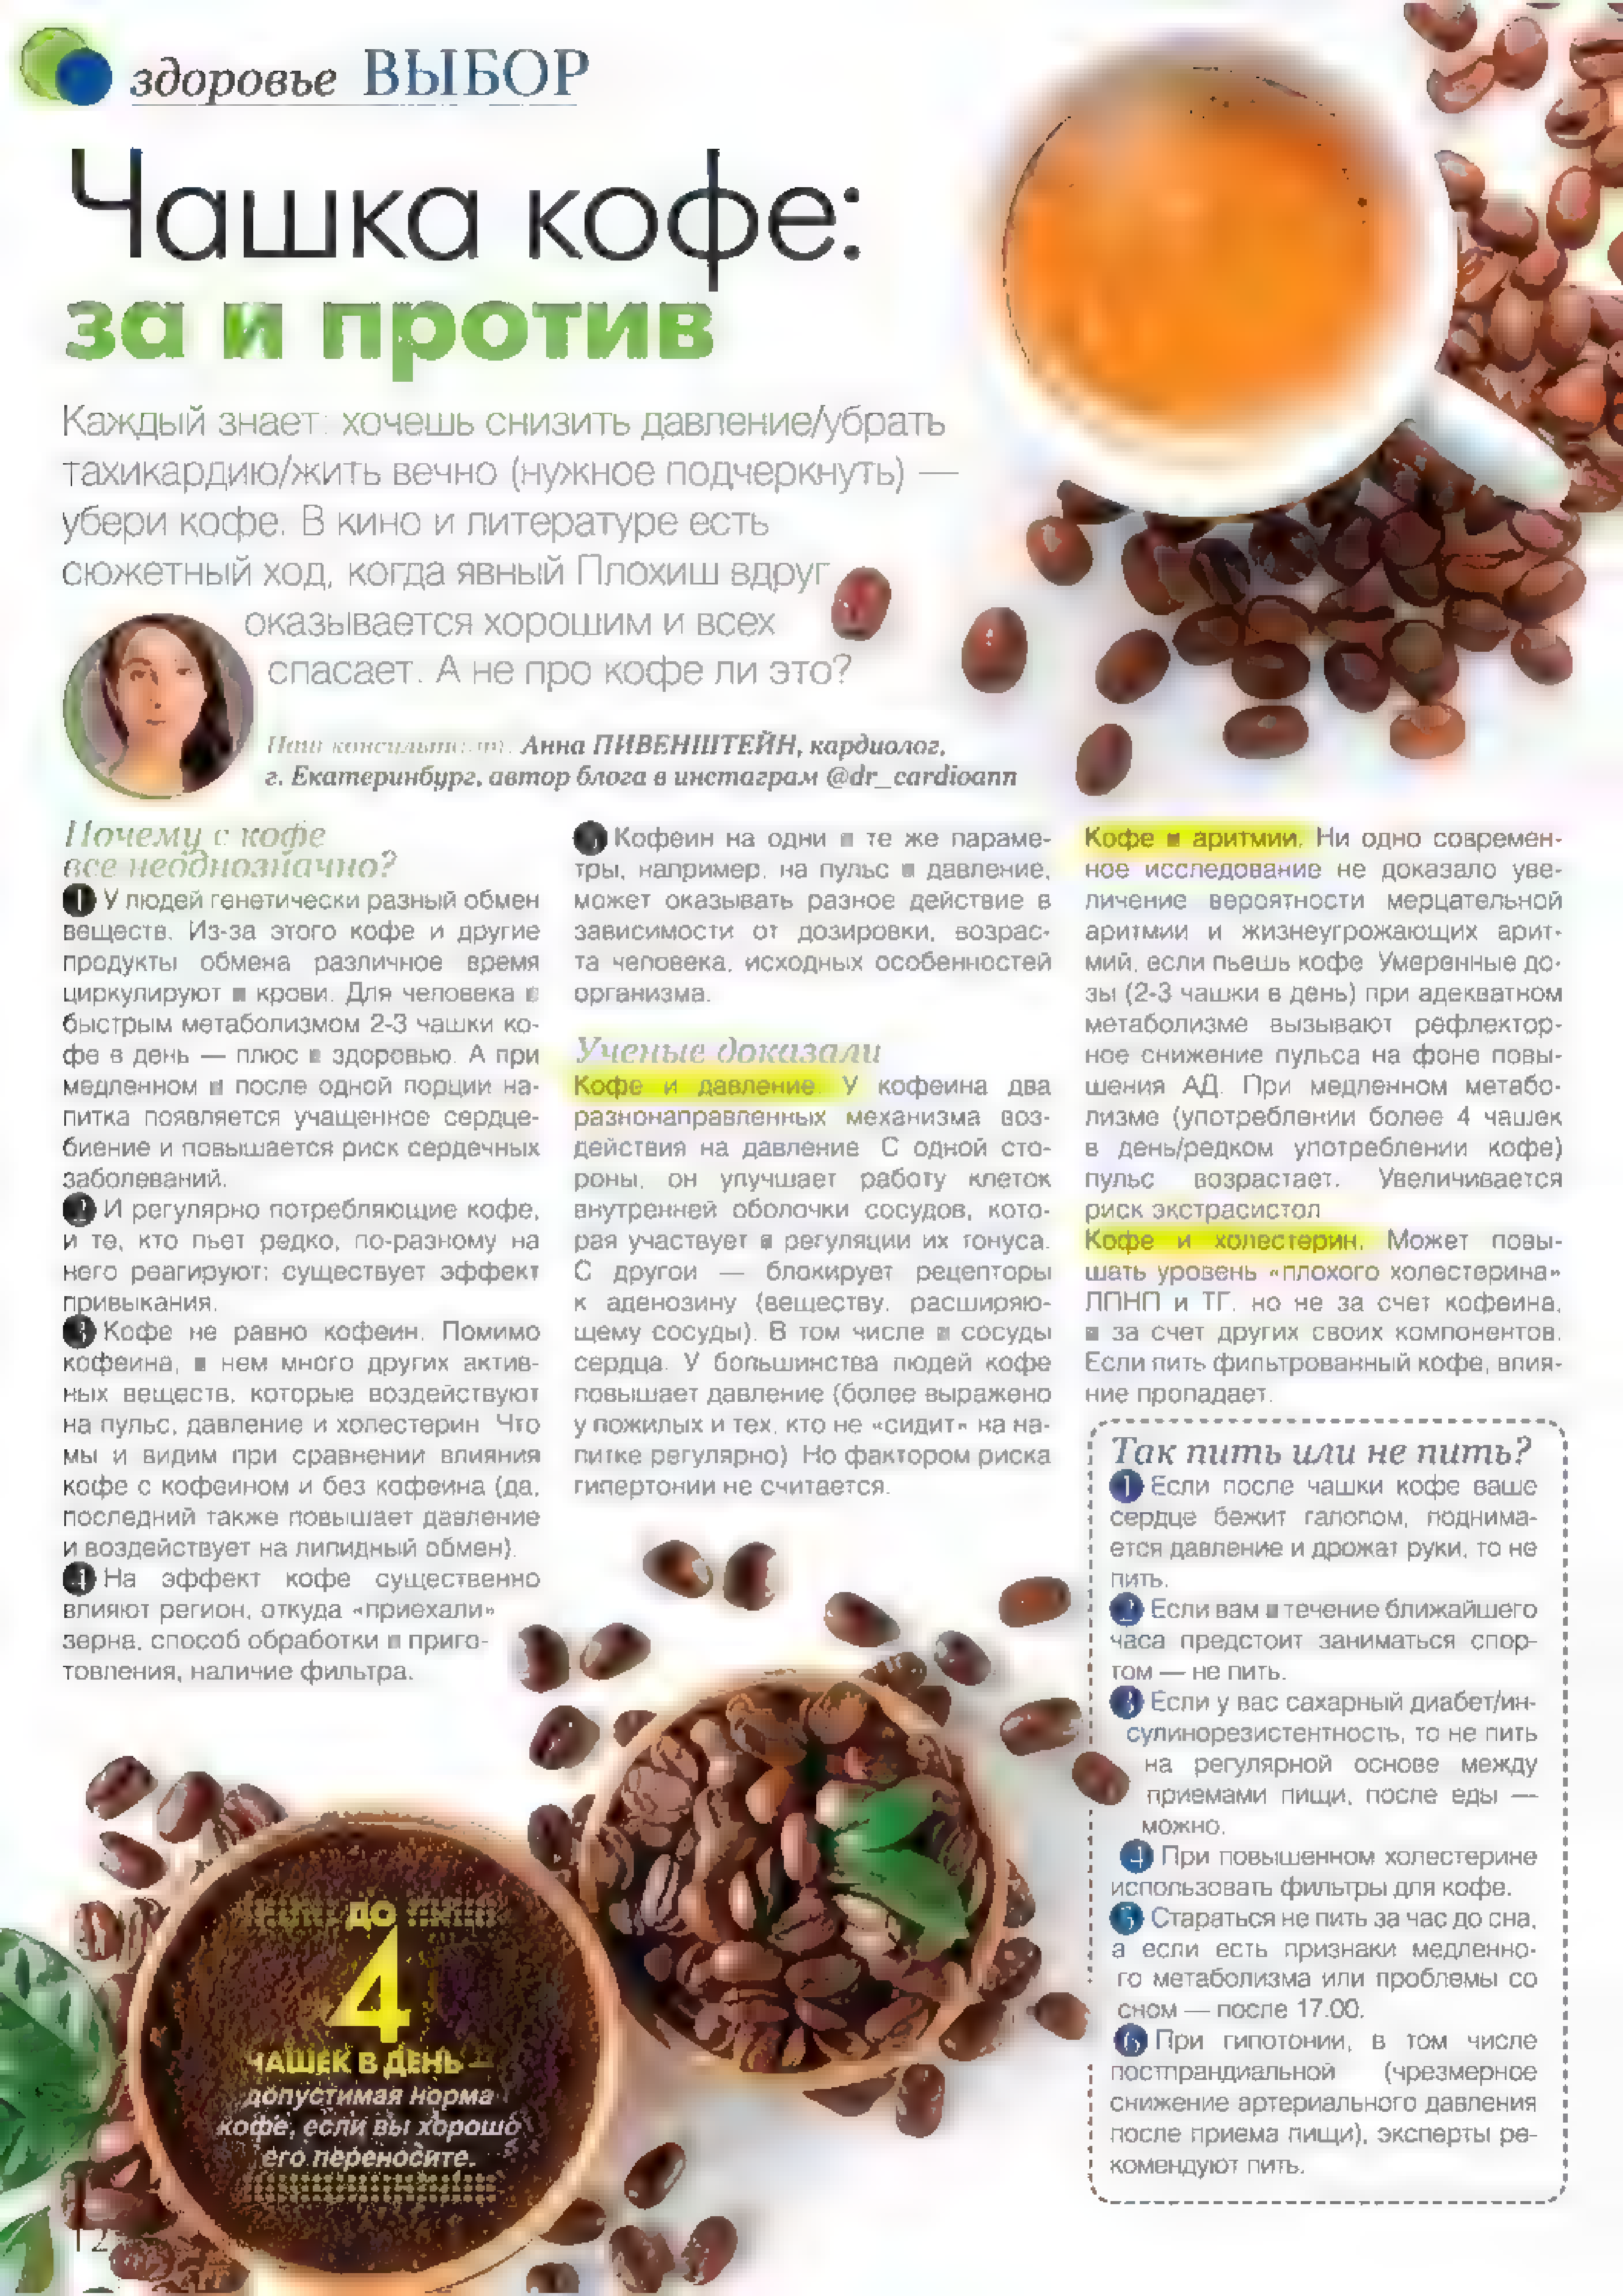 здоровье ВЫБОР
Чашка кофе:
за и против
Каждый знает: хочешь снизить давление/убрать
тахикардию/жить вечно (нужное подчеркнуть) —
убери кофе. В кино и литературе есть
сюжетный ход, когда явный Плохиш вдруг
оказывается хорошим и всех
спасает. А не про кофе ли это?
Наш консультант: Анна ПИВЕНШТЕЙН, кардиолог,
г. Екатеринбург, автор блога в инстаграм @dr_cardioann
Почему с кофе
все неоднозначно?
1 У людей генетически разный обмен
веществ. Из-за этого кофе и другие
продукты обмена различное время
циркулируют в крови. Для человека с
быстрым метаболизмом 2-3 чашки ко-
фе в день — плюс к здоровью. А при
медленном и после одной порции на-
питка появляется учащенное сердце-
биение и повышается риск сердечных
заболеваний.
2 И регулярно потребляющие кофе,
и те, кто пьет редко, по-разному на
него реагируют: существует эффект
привыкания.
3 Кофе не равно кофеин. Помимо
кофеина, в нем много других актив-
ных веществ, которые воздействуют
на пульс, давление и холестерин. Что
мы и видим при сравнении влияния
кофе с кофеином и без кофеина (да,
последний также повышает давление
и воздействует на липидный обмен).
4 На эффект кофе существенно
влияют регион, откуда «приехали»
зерна, способ обработки и приго-
товления, наличие фильтра.
5 Кофеин на одни и те же параме-
тры, например, на пульс и давление,
может оказывать разное действие в
зависимости от дозировки, возрас-
та человека, исходных особенностей
организма.
Ученые доказали
Кофе и давление. У кофеина два
разнонаправленных механизма воз-
действия на давление. С одной сто-
роны, он улучшает работу клеток
внутренней оболочки сосудов, кото-
рая участвует в регуляции их тонуса.
С другой — блокирует рецепторы
к аденозину (веществу, расширяю-
щему сосуды). В том числе и сосуды
сердца. У большинства людей кофе
повышает давление (более выражено
у пожилых и тех, кто не «сидит» на на-
питке регулярно). Но фактором риска
гипертонии не считается.
Кофе и аритмии. Ни одно современ-
ное исследование не доказало уве-
личение вероятности мерцательной
аритмии и жизнеугрожающих арит-
мий, если пьешь кофе. Умеренные до-
зы (2-3 чашки в день) при адекватном
метаболизме вызывают рефлектор-
ное снижение пульса на фоне повы-
шения АД. При медленном метабо-
лизме (употреблении более 4 чашек
в день/редком употреблении кофе)
пульс возрастает. Увеличивается
риск экстрасистол.
Кофе и холестерин. Может повы-
шать уровень «плохого холестерина»
ЛПНП и ТГ, но не за счет кофеина,
а за счет других своих компонентов.
Если пить фильтрованный кофе, влия-
ние пропадает.
Так пить или не пить?
1 Если после чашки кофе ваше
сердце бежит галопом, поднима-
ется давление и дрожат руки, то не
пить.
2 Если вам в течение ближайшего
часа предстоит заниматься спор-
том — не пить.
3 Если у вас сахарный диабет/ин-
сулинорезистентность, то не пить
на регулярной основе между
приемами пищи, после еды —
можно.
4 При повышенном холестерине
использовать фильтры для кофе.
5 Стараться не пить за час до сна,
а если есть признаки медленно-
го метаболизма или проблемы со
сном — после 17.00.
6 При гипотонии, в том числе
постпрандиальной (чрезмерное
снижение артериального давления
после приема пищи), эксперты ре-
комендуют пить.
ДО
4
ЧАШЕК В ДЕНЬ —
допустимая норма
кофе, если вы хорошо
его переносите.
12